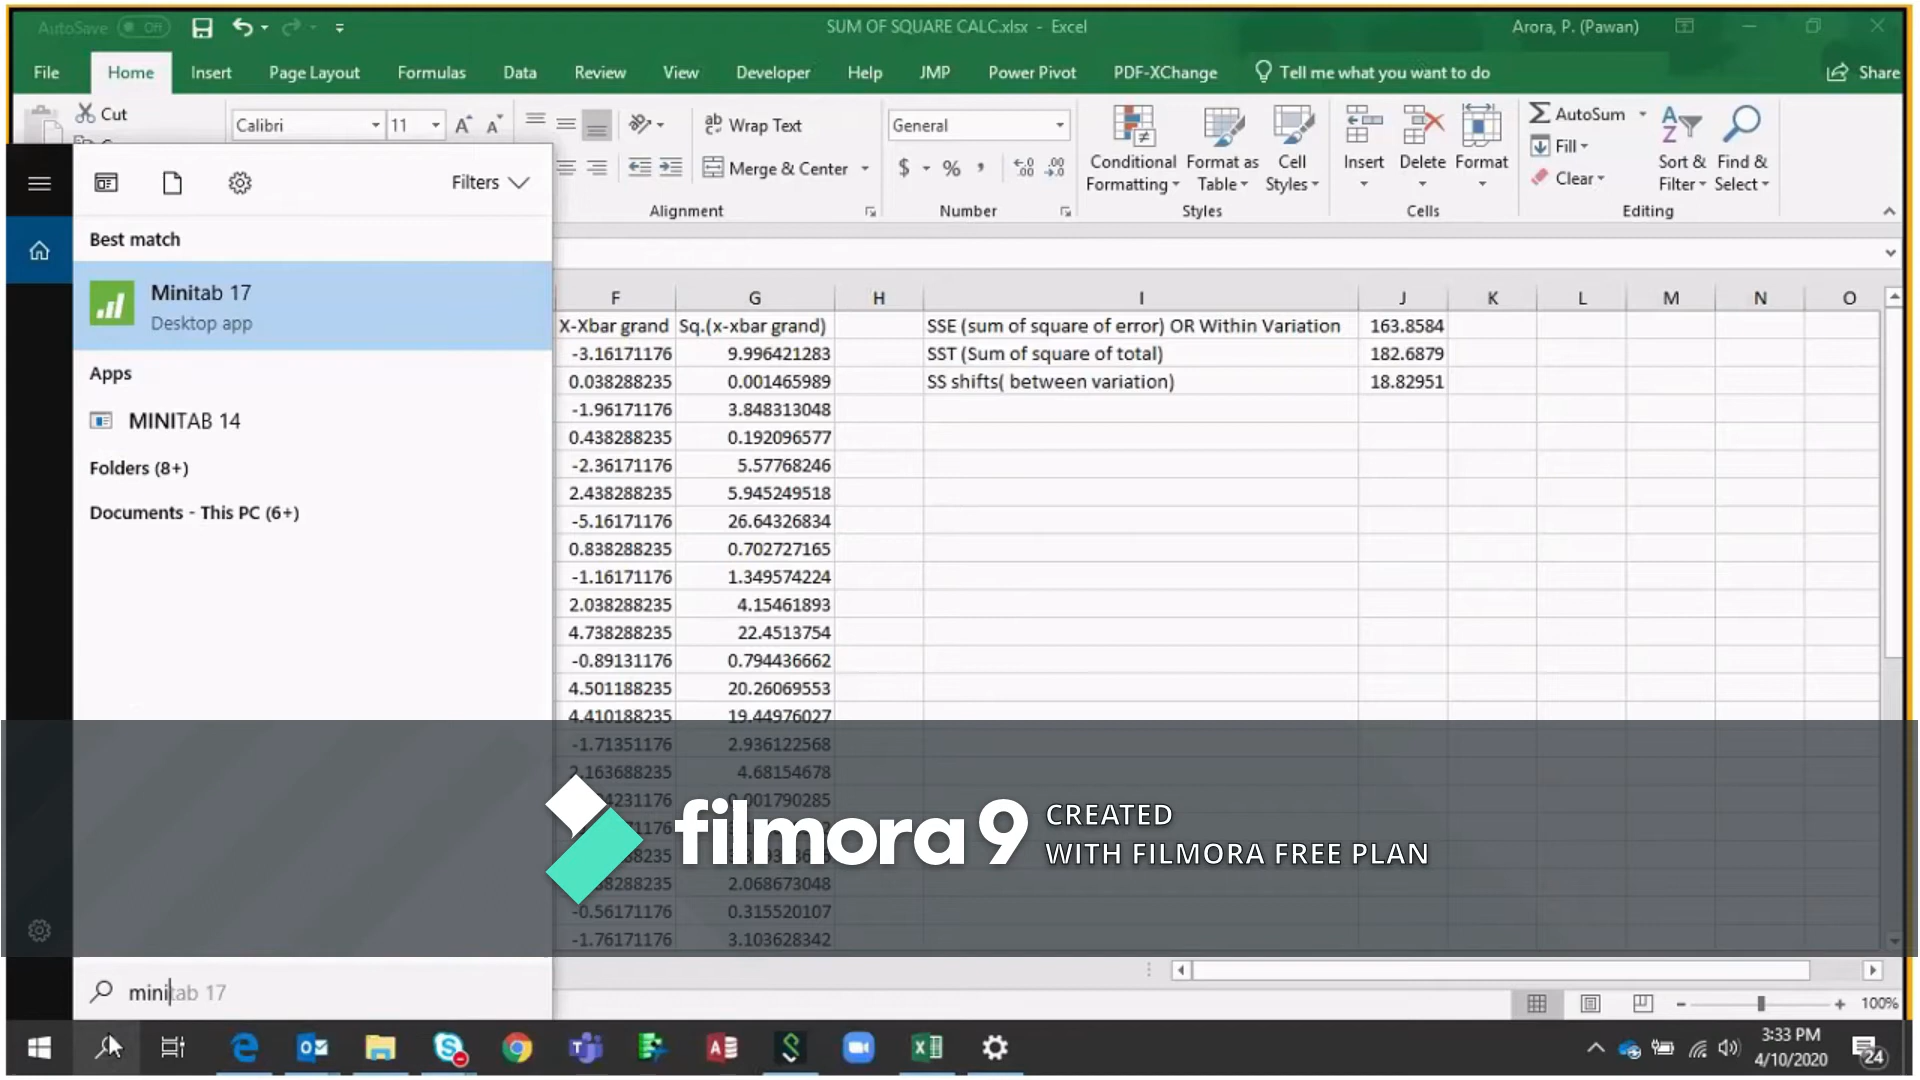 AutoSave Off
SUM OF SQUARE CALC.xlsx - Excel
Arora, P. (Pawan)
File Home Insert Page Layout Formulas Data Review View Developer Help JMP Power Pivot PDF-XChange Tell me what you want to do Share
Cut
Calibri 11
Wrap Text
Merge & Center
General
$ % ,
Conditional Formatting
Format as Table
Cell Styles
Insert Delete Format
AutoSum
Fill
Clear
Sort & Filter
Find & Select
Alignment Number Styles Cells Editing
Filters
Best match
Minitab 17
Desktop app
Apps
MINITAB 14
Folders (8+)
Documents - This PC (6+)
minitab 17
F G H I J K L M N O
X-Xbar grand Sq.(x-xbar grand) SSE (sum of square of error) OR Within Variation 163.8584
-3.16171176 9.996421283 SST (Sum of square of total) 182.6879
0.038288235 0.001465989 SS shifts( between variation) 18.82951
-1.96171176 3.848313048
0.438288235 0.192096577
-2.36171176 5.57768246
2.438288235 5.945249518
-5.16171176 26.64326834
0.838288235 0.702727165
-1.16171176 1.349574224
2.038288235 4.15461893
4.738288235 22.4513754
-0.89131176 0.794436662
4.501188235 20.26069553
4.410188235 19.44976027
-1.71351176 2.936122568
2.163688235 4.68154678
0.001790285
2.068673048
-0.56171176 0.315520107
-1.76171176 3.103628342
filmora 9
CREATED
WITH FILMORA FREE PLAN
100%
3:33 PM
4/10/2020
24